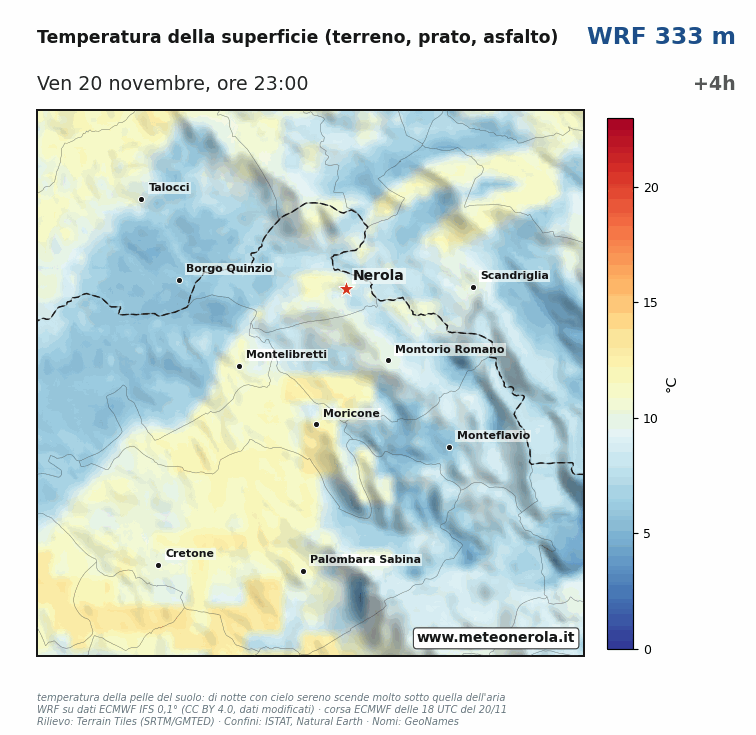 Temperatura della superficie (terreno, prato, asfalto) WRF 333 m
Ven 20 novembre, ore 23:00 +4h
Talocci
Borgo Quinzio
Nerola
Scandriglia
Montelibretti
Montorio Romano
Moricone
Monteflavio
Cretone
Palombara Sabina
www.meteonerola.it
20
15
10
5
0
°C
temperatura della pelle del suolo: di notte con cielo sereno scende molto sotto quella dell'aria
WRF su dati ECMWF IFS 0,1° (CC BY 4.0, dati modificati) · corsa ECMWF delle 18 UTC del 20/11
Rilievo: Terrain Tiles (SRTM/GMTED) · Confini: ISTAT, Natural Earth · Nomi: GeoNames